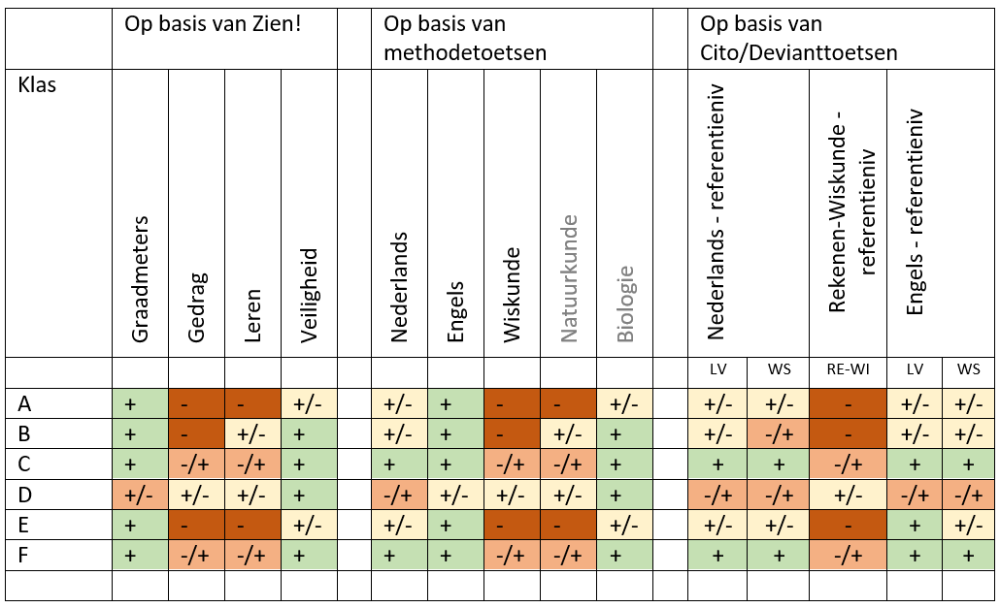 Op basis van Zien!
Op basis van
methodetoetsen
Op basis van
Cito/Devianttoetsen
Klas
Graadmeters
Gedrag
Leren
Veiligheid
Nederlands
Engels
Wiskunde
Natuurkunde
Biologie
Nederlands - referentieniv
Rekenen-Wiskunde -
referentieniv
Engels - referentieniv
LV WS RE-WI LV WS
A + - - +/- +/- + - - +/- +/- +/- - +/- +/-
B + - +/- + +/- + - +/- + +/- -/+ - +/- +/-
C + -/+ -/+ + + + -/+ -/+ + + + -/+ + +
D +/- +/- +/- + -/+ +/- +/- +/- + -/+ -/+ +/- -/+ -/+
E + - - +/- +/- + - - +/- +/- +/- - + +/-
F + -/+ -/+ + + + -/+ -/+ + + + -/+ + +